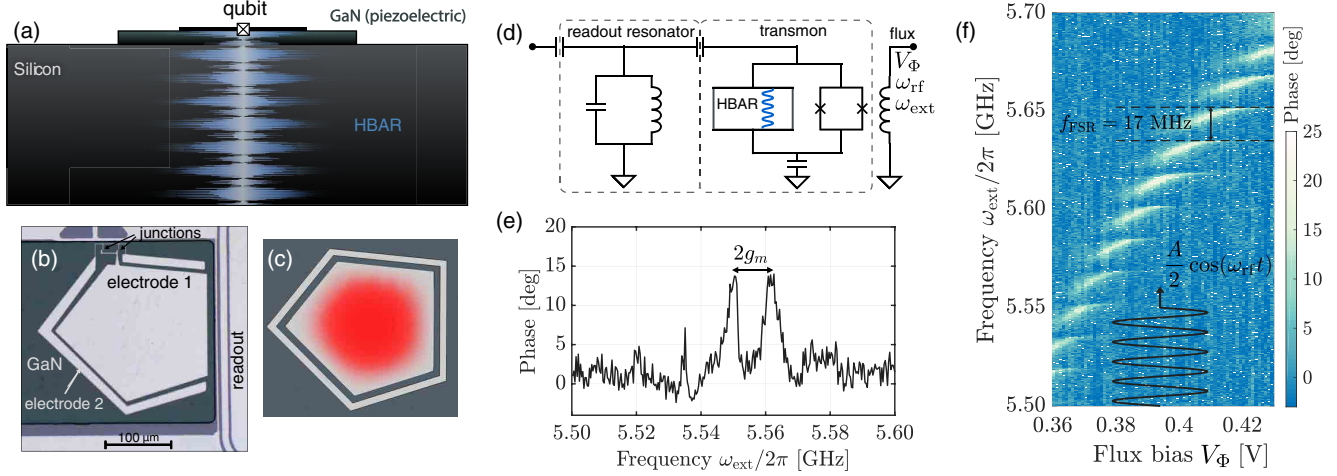 (a)
qubit
GaN (piezoelectric)
Silicon
HBAR
(b)
junctions
electrode 1
GaN
electrode 2
100 µm
readout
(c)
(d)
readout resonator
transmon
flux
V_Φ
ω_rf
ω_ext
HBAR
(e)
2g_m
Phase [deg]
20
15
10
5
0
5.50 5.52 5.54 5.56 5.58 5.60
Frequency ω_ext/2π [GHz]
(f)
Frequency ω_ext/2π [GHz]
5.70
5.65
5.60
5.55
5.50
f_FSR = 17 MHz
A/2 cos(ω_rf t)
0.36 0.38 0.4 0.42
Flux bias V_Φ [V]
Phase [deg]
25
20
15
10
5
0